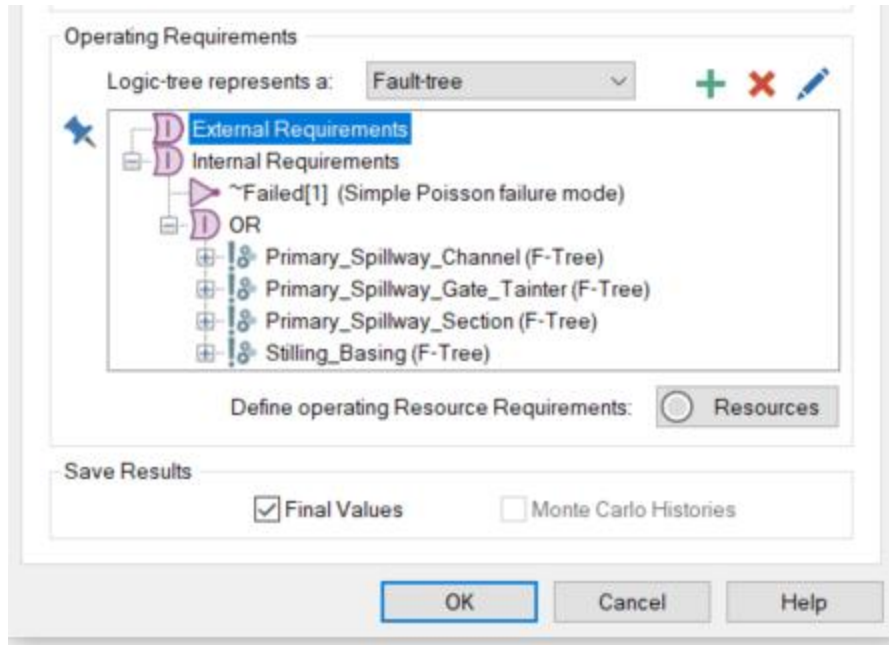 Operating Requirements
Logic-tree represents a: Fault-tree
External Requirements
Internal Requirements
~Failed[1] (Simple Poisson failure mode)
OR
Primary_Spillway_Channel (F-Tree)
Primary_Spillway_Gate_Tainter (F-Tree)
Primary_Spillway_Section (F-Tree)
Stilling_Basing (F-Tree)
Define operating Resource Requirements: Resources
Save Results
Final Values Monte Carlo Histories
OK Cancel Help